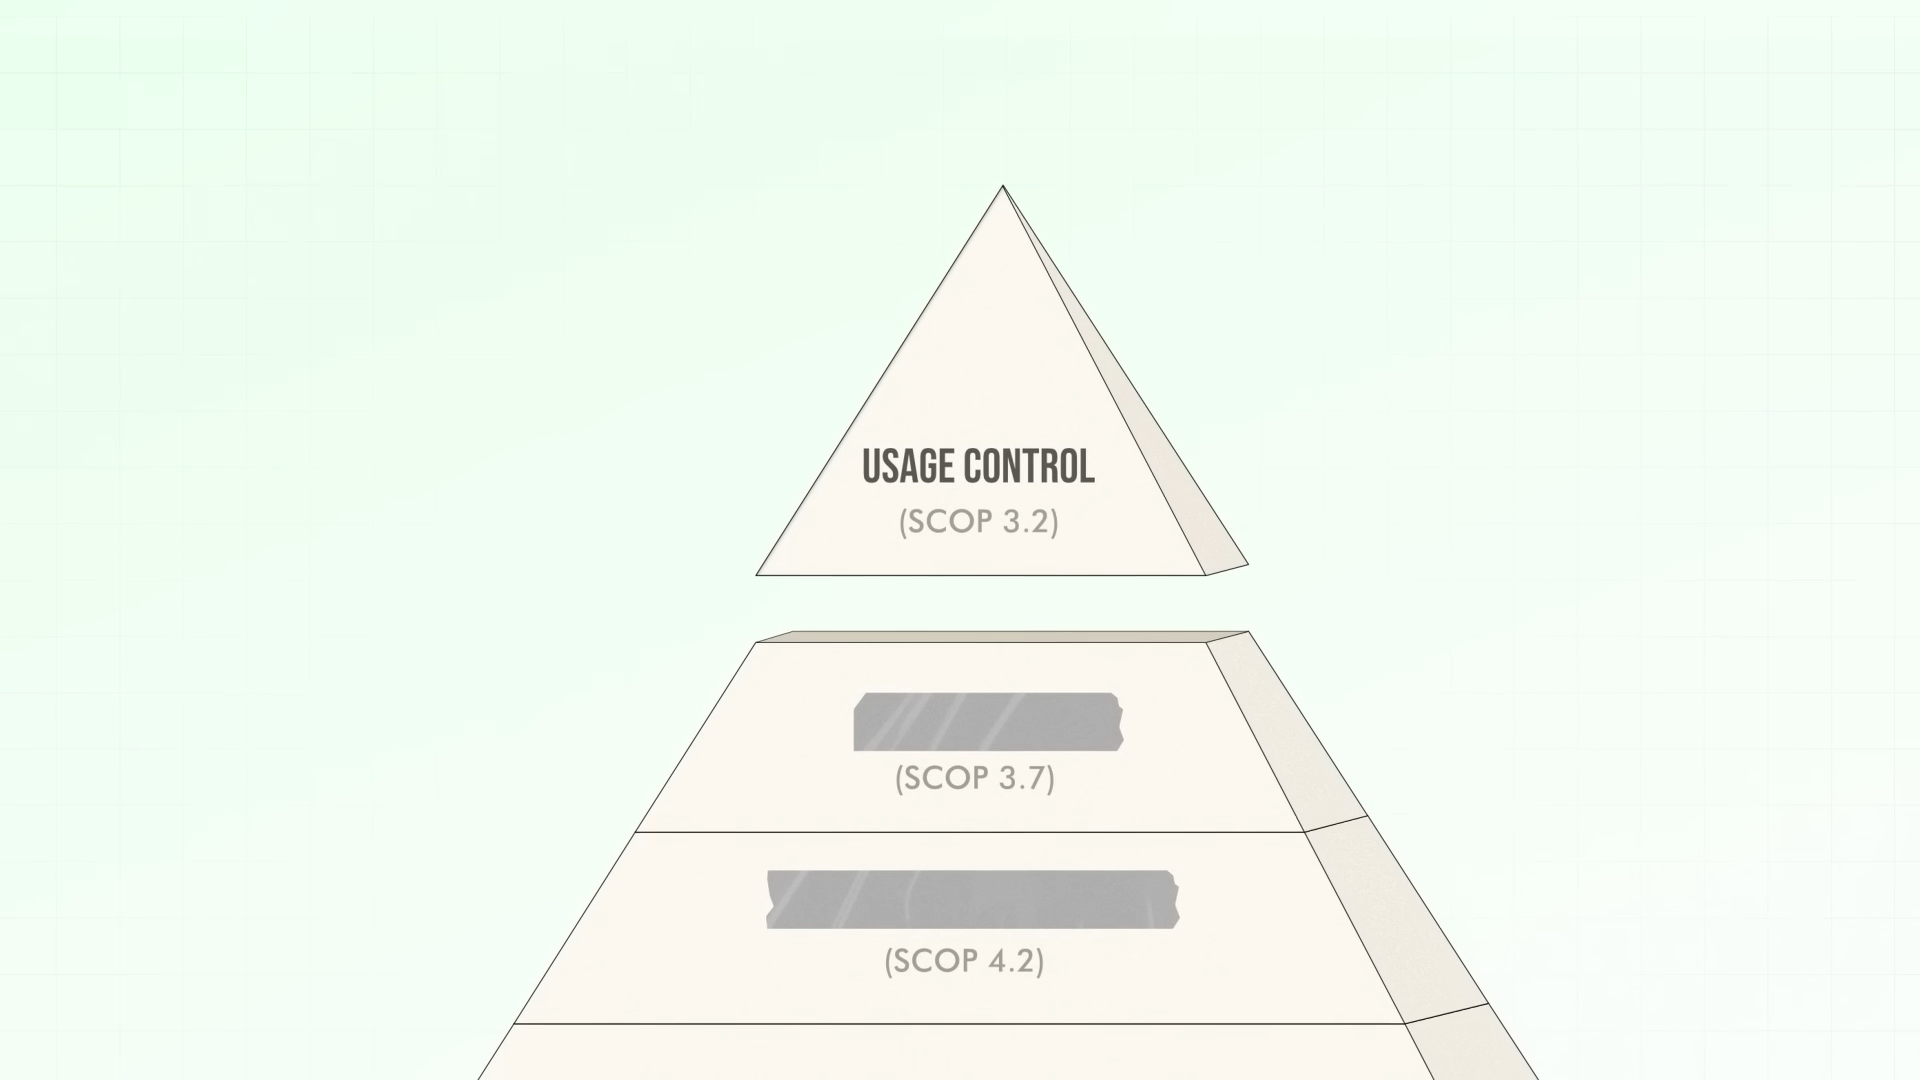 USAGE CONTROL
(SCOP 3.2)
(SCOP 3.7)
(SCOP 4.2)